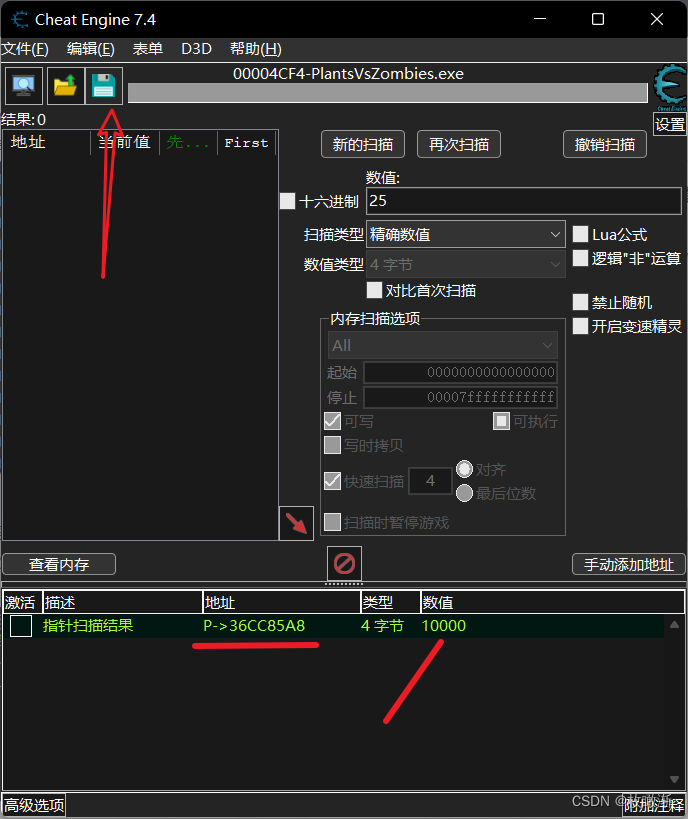 Cheat Engine 7.4
文件(F) 编辑(E) 表单 D3D 帮助(H)
00004CF4-PlantsVsZombies.exe
Cheat Engine
设置
结果:0
地址 当前值 先... First
新的扫描 再次扫描 撤销扫描
数值:
十六进制 25
扫描类型 精确数值 Lua公式
数值类型 4 字节 逻辑"非"运算
对比首次扫描
禁止随机
内存扫描选项 开启变速精灵
All
起始 0000000000000000
停止 00007fffffffffff
可写 可执行
写时拷贝
快速扫描 4 对齐
最后位数
扫描时暂停游戏
查看内存 手动添加地址
激活 描述 地址 类型 数值
指针扫描结果 P->36CC85A8 4 字节 10000
高级选项 CSDN 附加注释